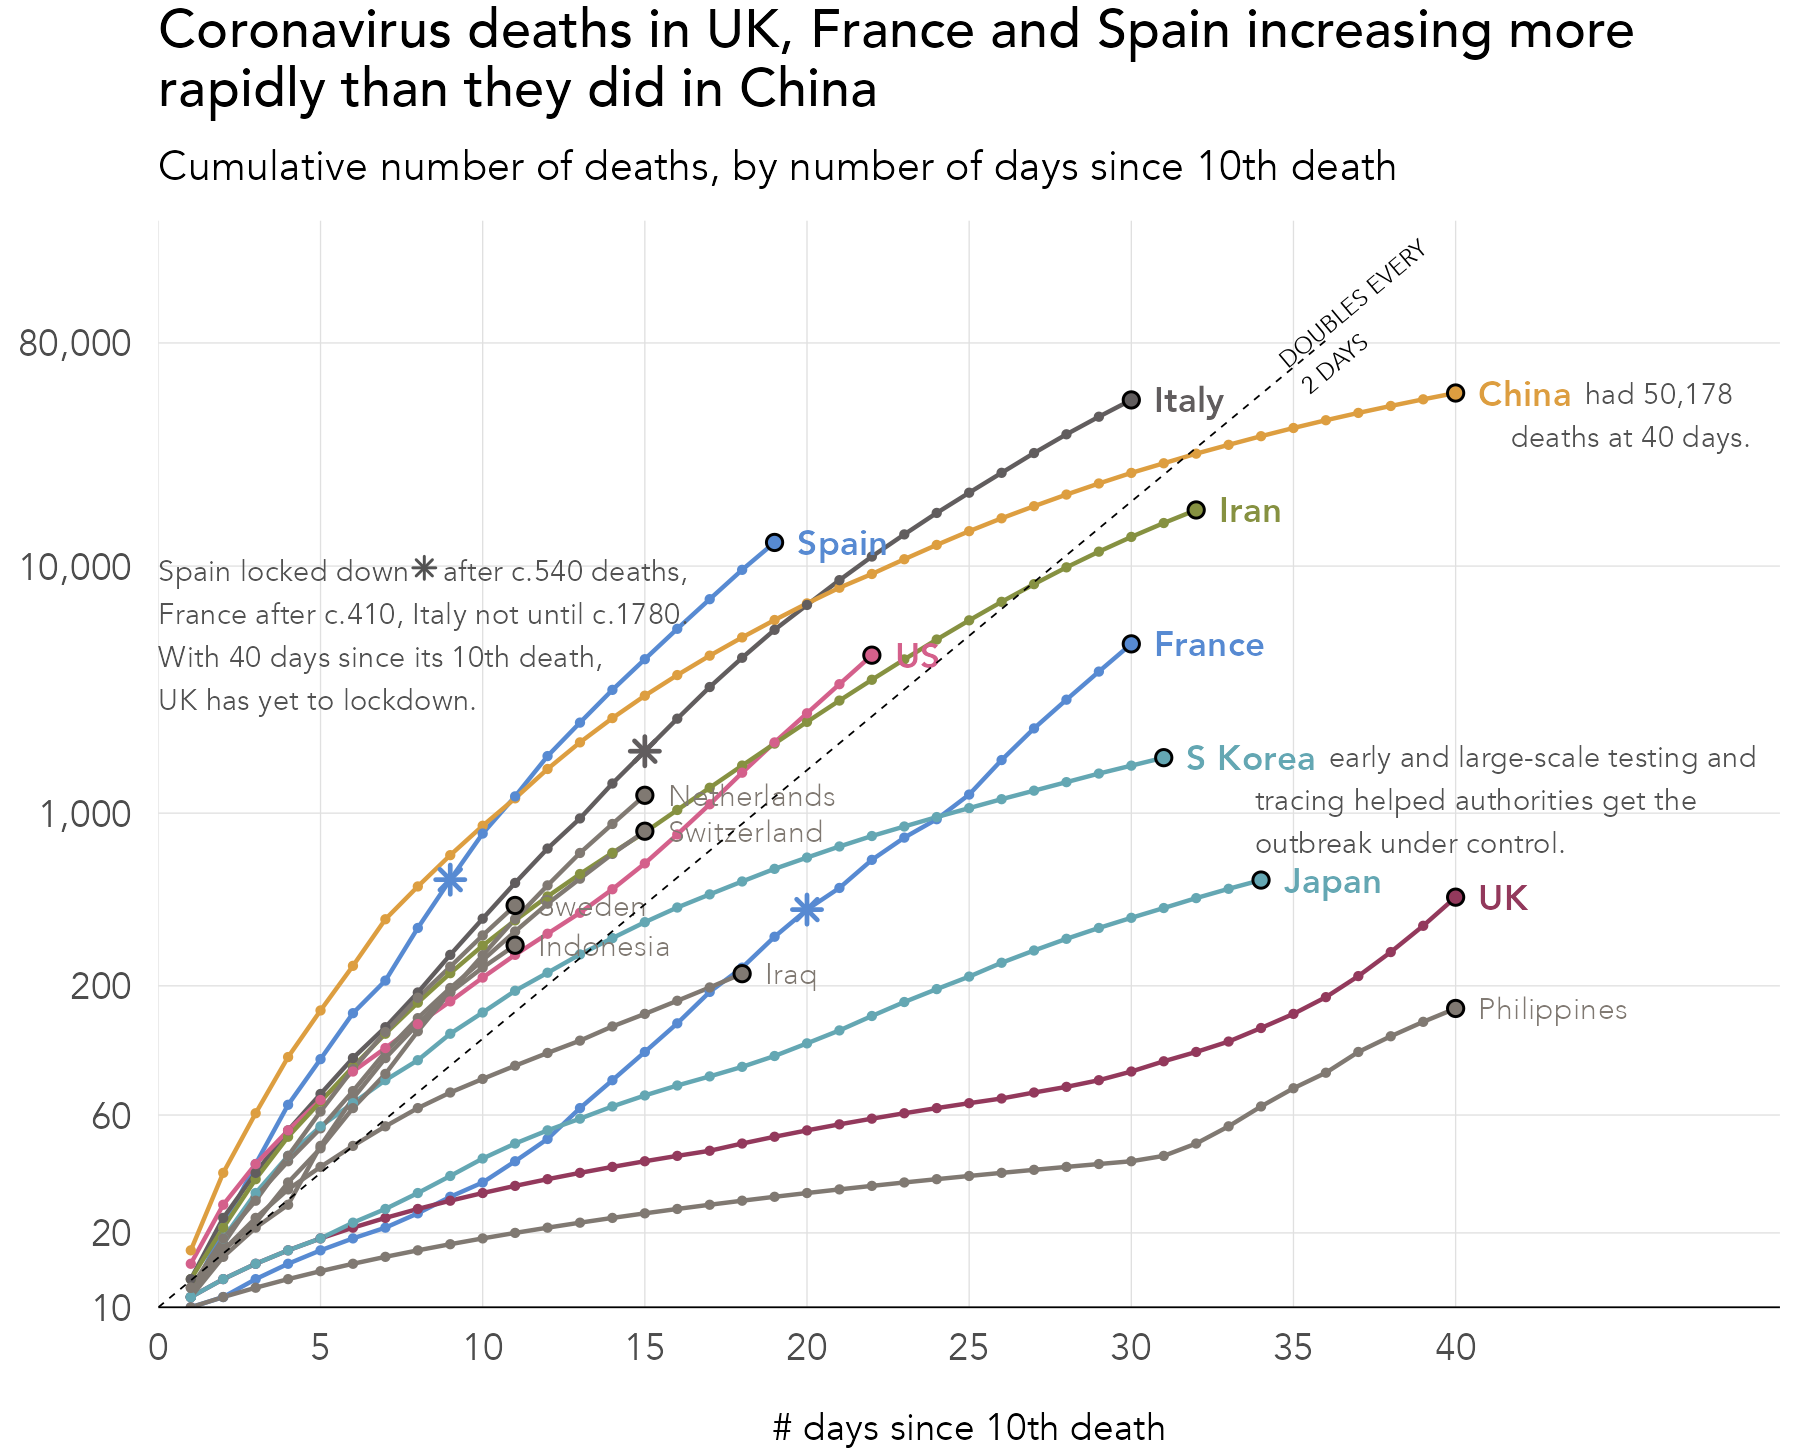 Coronavirus deaths in UK, France and Spain increasing more
rapidly than they did in China
Cumulative number of deaths, by number of days since 10th death
DOUBLES EVERY
2 DAYS
80,000
Italy
China had 50,178
deaths at 40 days.
Iran
Spain
10,000
Spain locked down after c.540 deaths,
France after c.410, Italy not until c.1780.
With 40 days since its 10th death,
UK has yet to lockdown.
US
France
S Korea early and large-scale testing and
tracing helped authorities get the
outbreak under control.
Netherlands
1,000
Switzerland
Japan
UK
Sweden
Indonesia
Iraq
200
Philippines
60
20
10
0 5 10 15 20 25 30 35 40
# days since 10th death